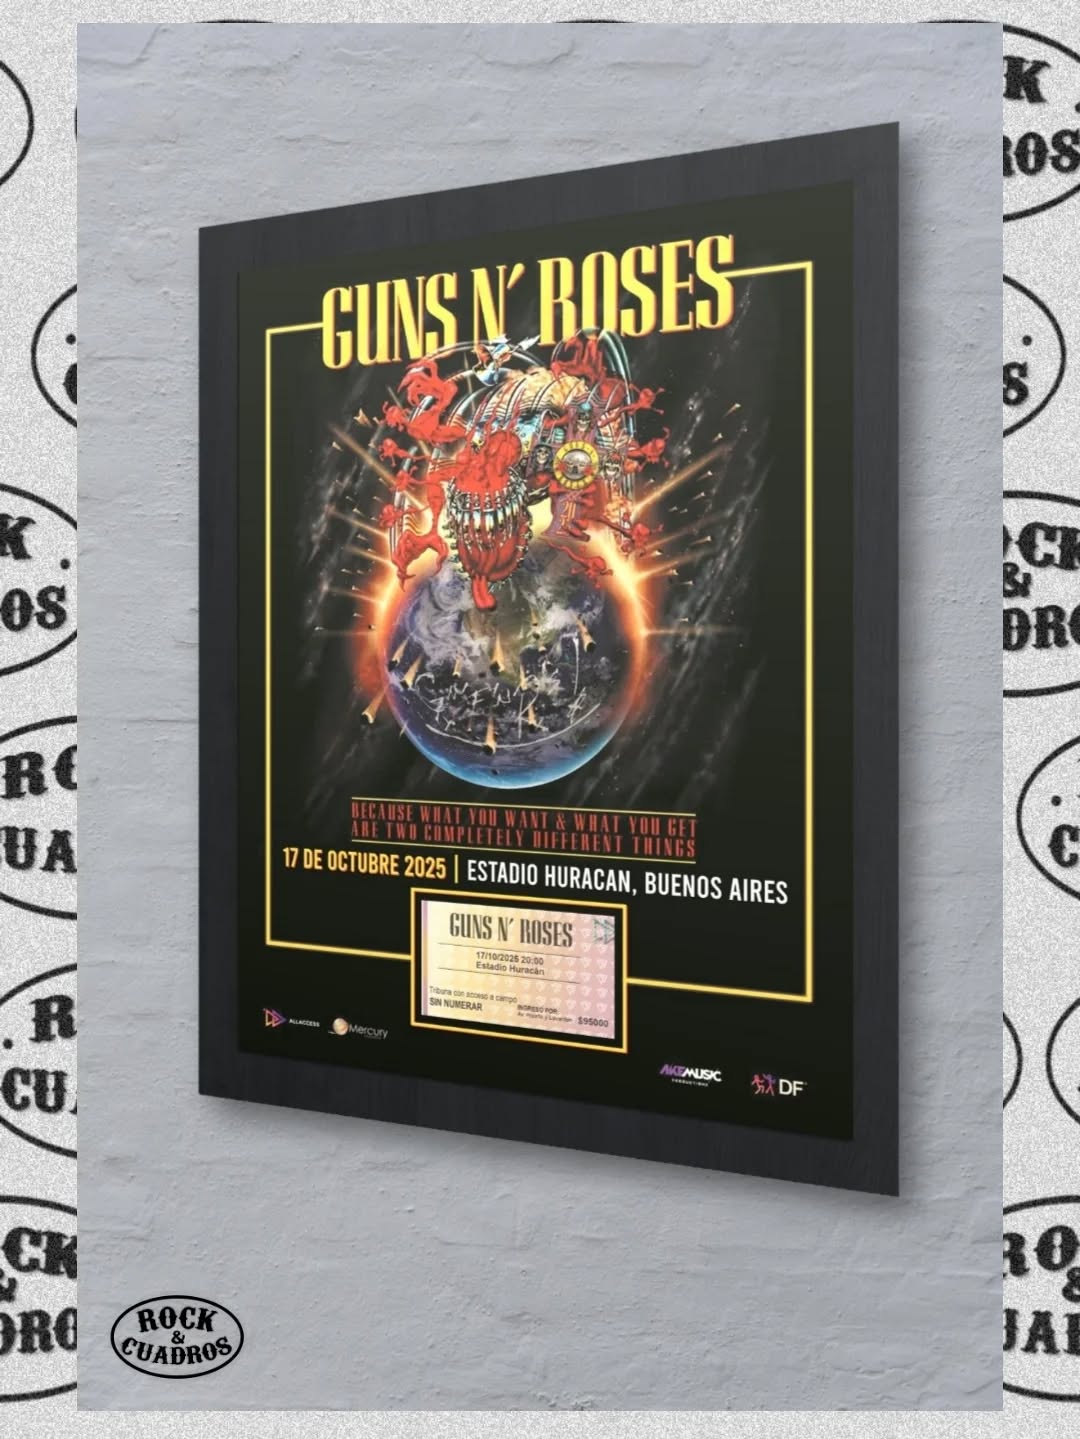 GUNS N' ROSES
BECAUSE WHAT YOU WANT & WHAT YOU GET
ARE TWO COMPLETELY DIFFERENT THINGS
17 DE OCTUBRE 2025 | ESTADIO HURACAN, BUENOS AIRES
GUNS N' ROSES
17/10/2025 20:00
Estadio Huracán
Tribuna con acceso a campo
SIN NUMERAR
INGRESO POR:
$95000
ALLACCESS
Mercury
AKEMUSIC
PRODUCTIONS
DF
ROCK
&
CUADROS